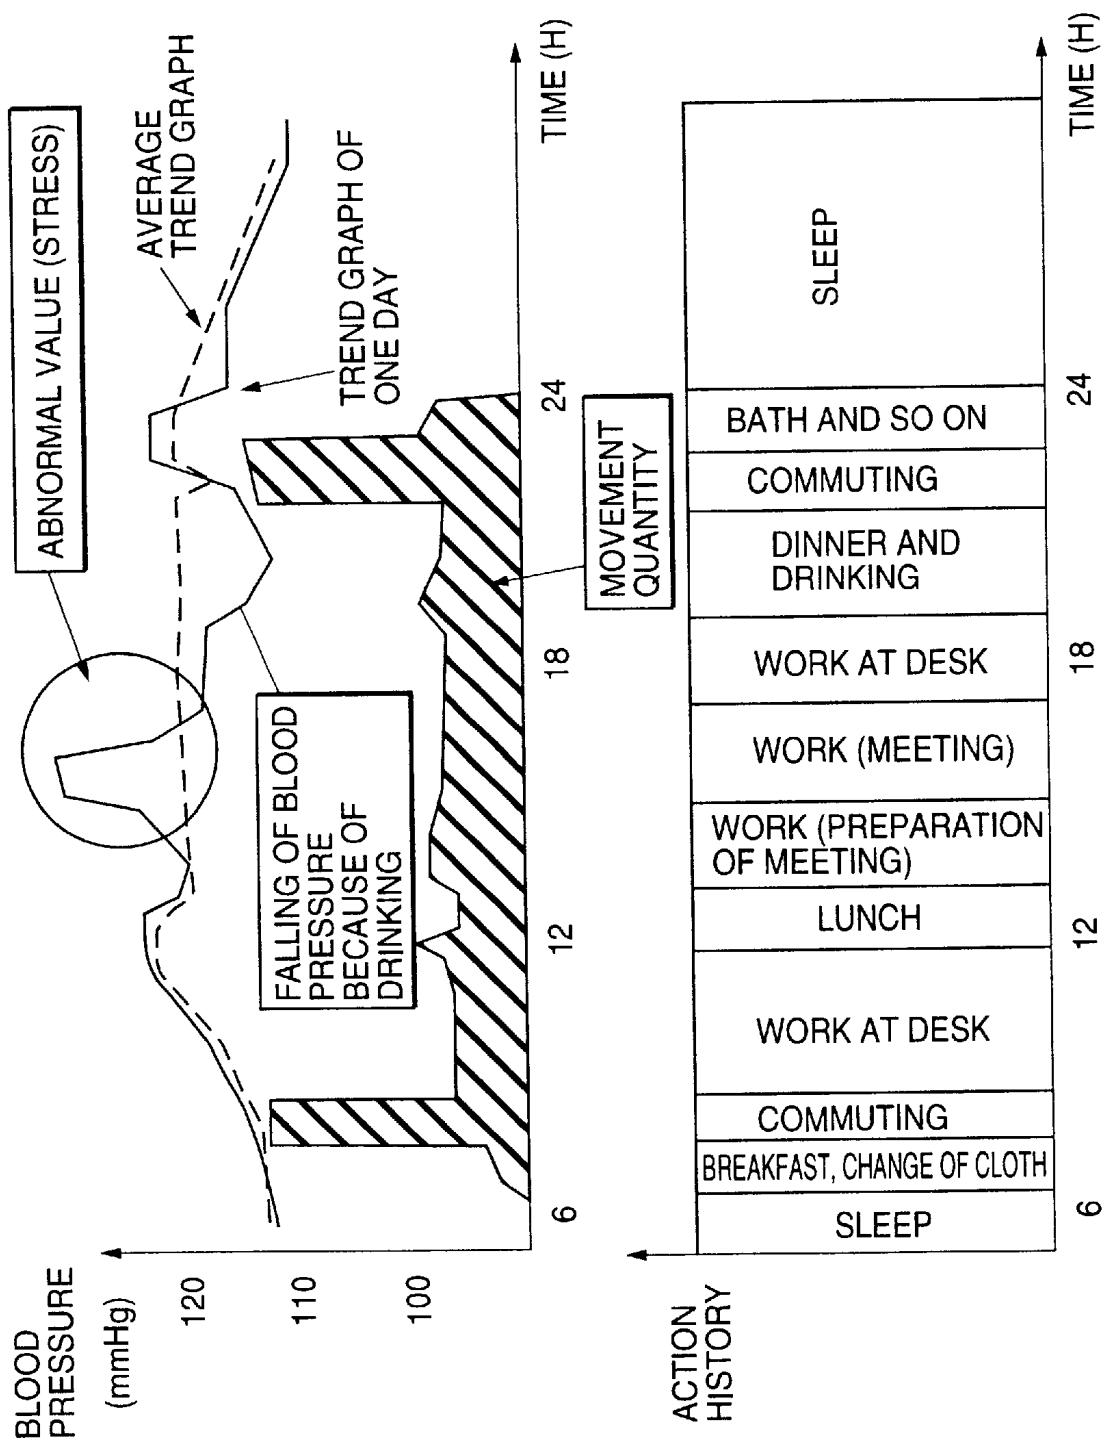 BLOOD
PRESSURE
(mmHg)
120
110
100
ABNORMAL VALUE (STRESS)
AVERAGE
TREND GRAPH
TREND GRAPH OF
ONE DAY
FALLING OF BLOOD
PRESSURE
BECAUSE OF
DRINKING
6
12
18
24
TIME (H)
MOVEMENT
QUANTITY
ACTION
HISTORY
SLEEP
BREAKFAST, CHANGE OF CLOTH
COMMUTING
WORK AT DESK
LUNCH
WORK (PREPARATION
OF MEETING)
WORK (MEETING)
WORK AT DESK
DINNER AND
DRINKING
COMMUTING
BATH AND SO ON
SLEEP
6
12
18
24
TIME (H)